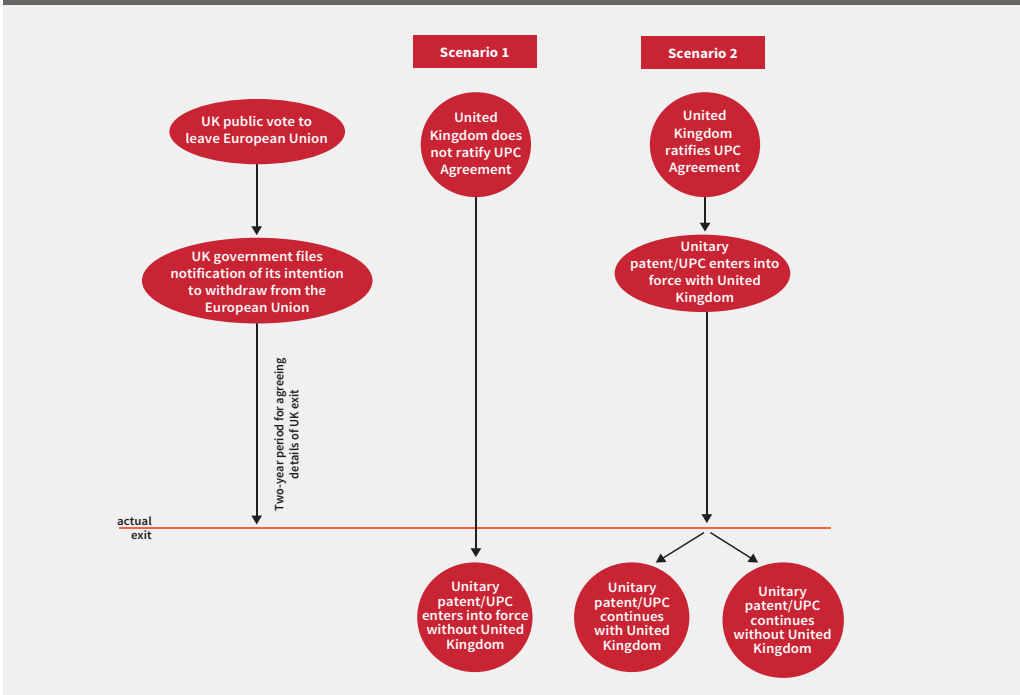 Scenario 1
Scenario 2
UK public vote to
leave European Union
United
Kingdom does
not ratify UPC
Agreement
United
Kingdom
ratifies UPC
Agreement
UK government files
notification of its intention
to withdraw from the
European Union
Unitary
patent/UPC enters into
force with United
Kingdom
Two-year period for agreeing
details of UK exit
actual
exit
Unitary
patent/UPC
enters into force
without United
Kingdom
Unitary
patent/UPC
continues
with United
Kingdom
Unitary
patent/UPC
continues
without United
Kingdom